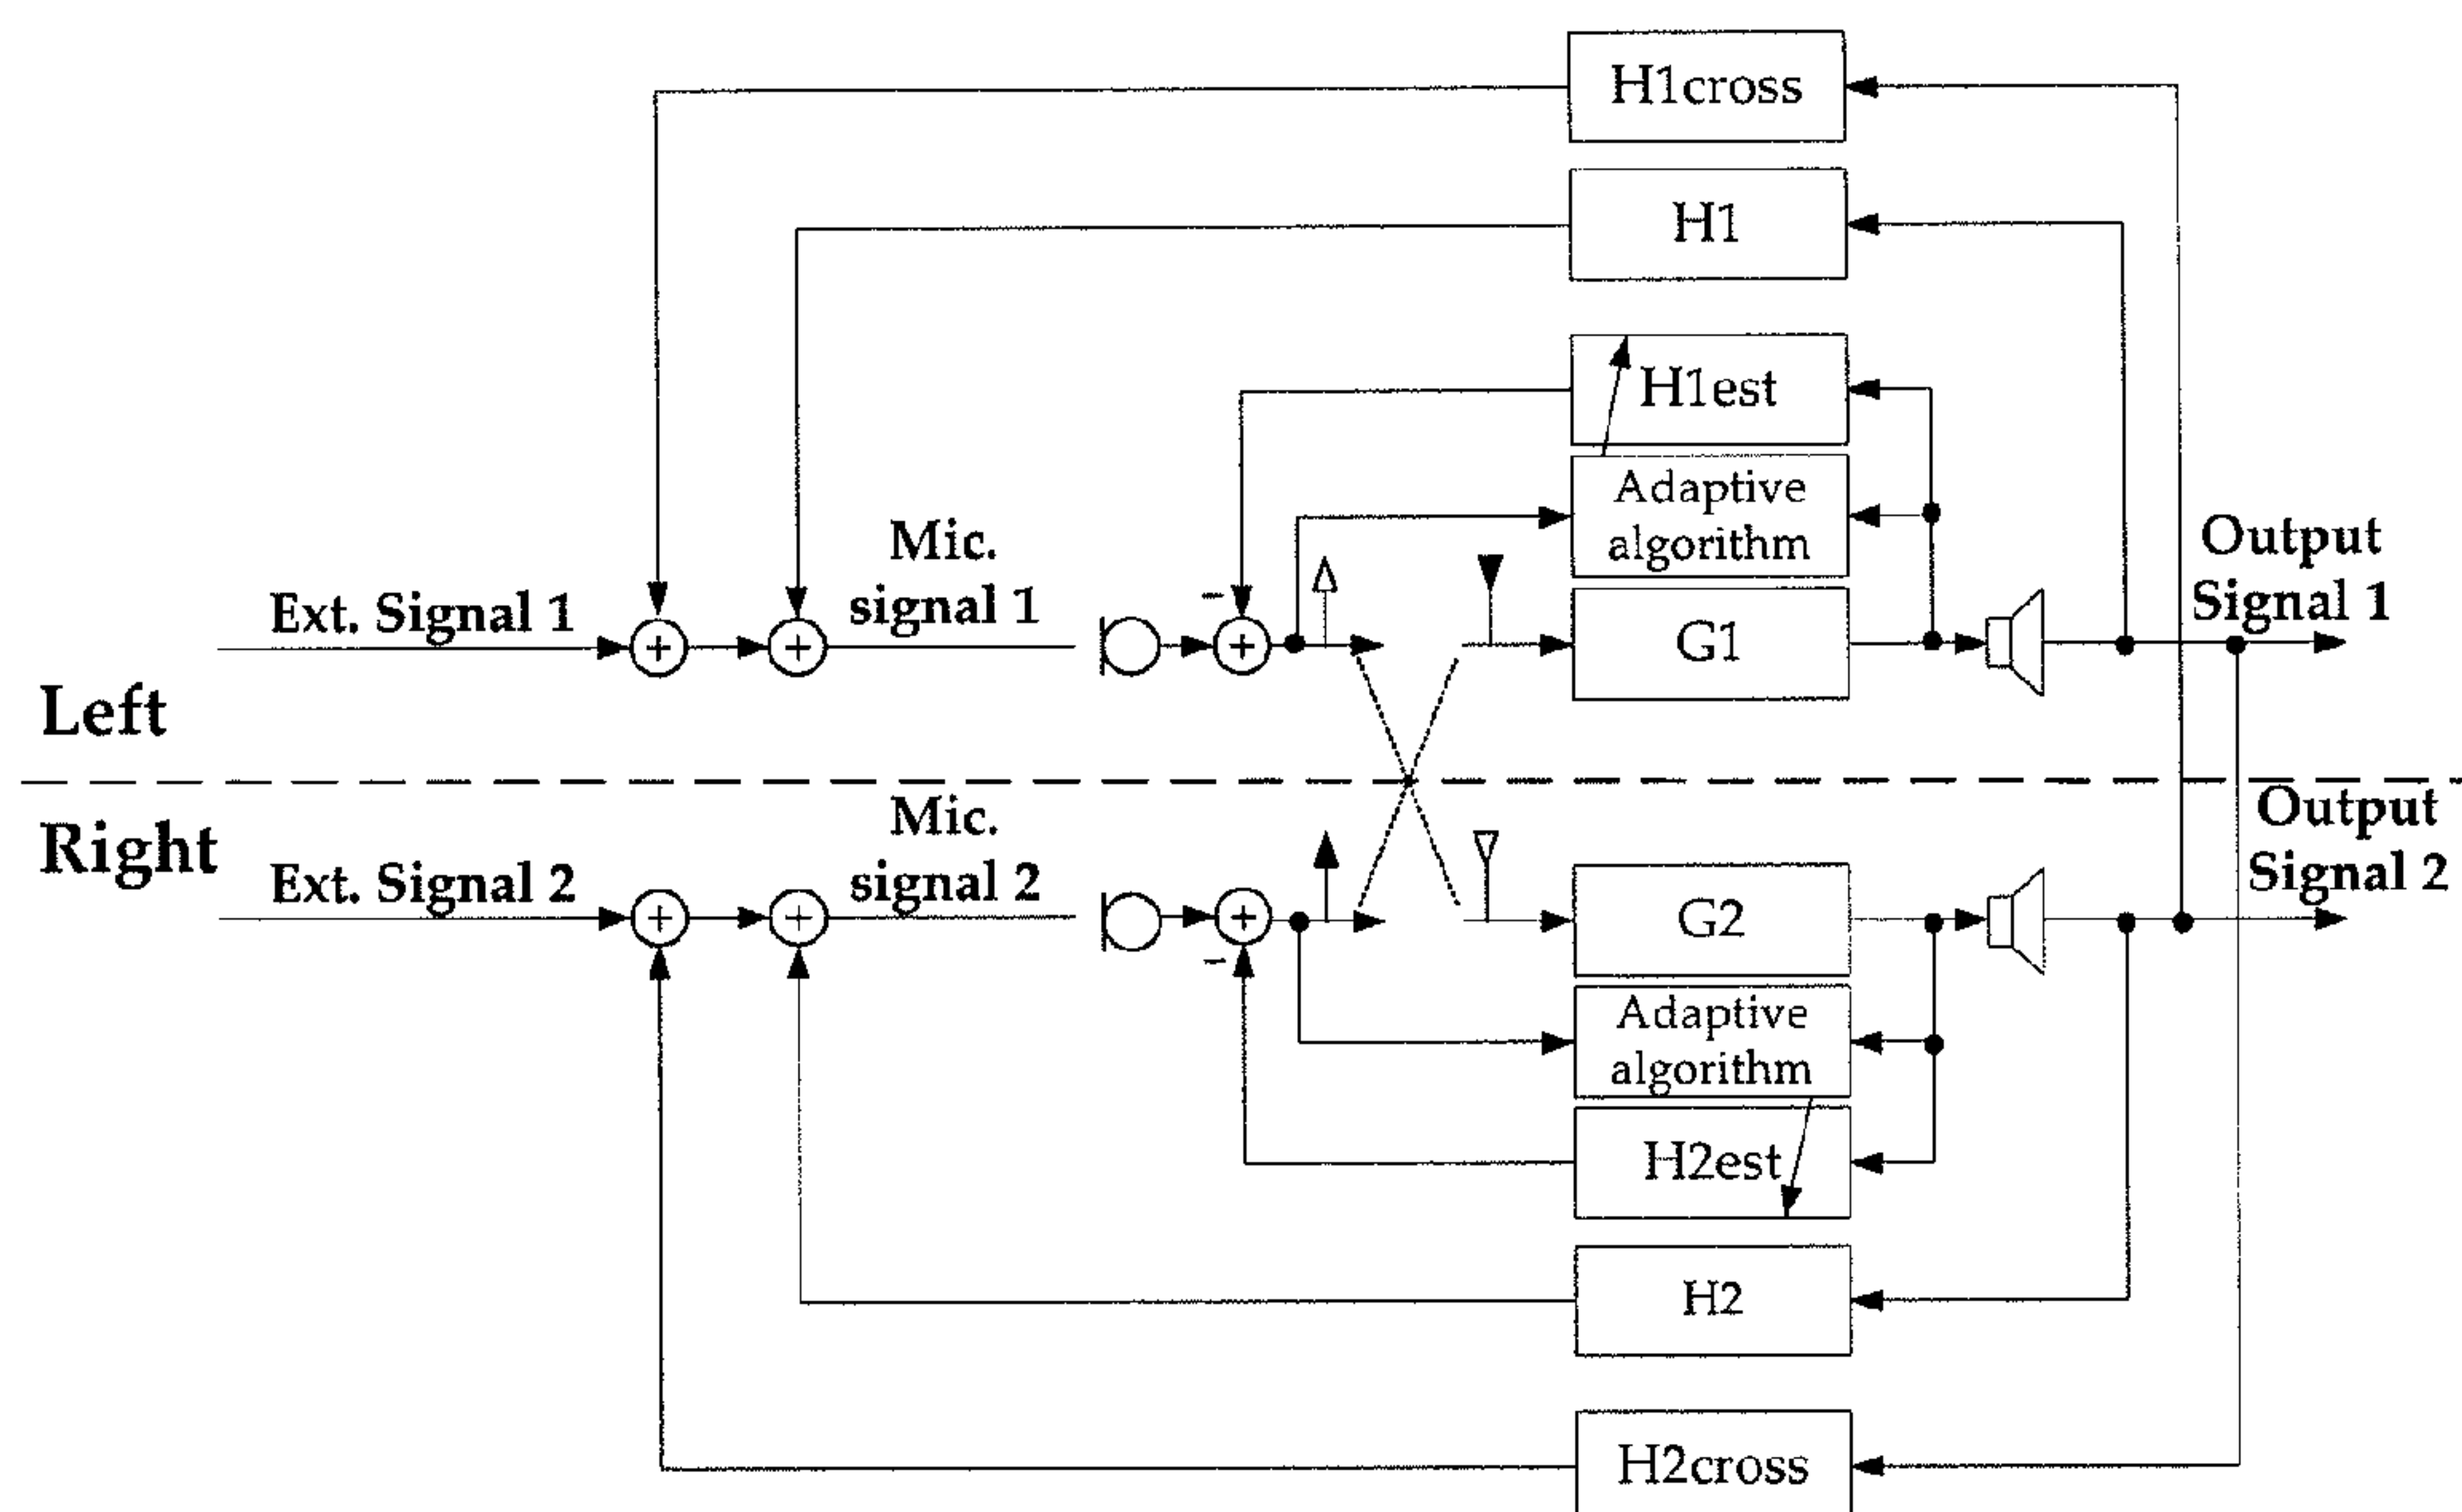 H1cross
H1
H1est
Adaptive
algorithm
Mic.
signal 1
Output
Signal 1
Ext. Signal 1
-
+
+
+
G1
Left
Right
Mic.
signal 2
Output
Signal 2
Ext. Signal 2
+
+
+
-
G2
Adaptive
algorithm
H2est
H2
H2cross